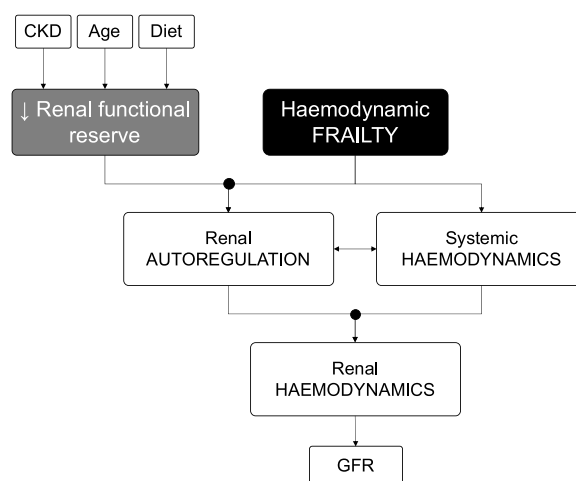 CKD
Age
Diet
↓ Renal functional
reserve
Haemodynamic
FRAILTY
Renal
AUTOREGULATION
Systemic
HAEMODYNAMICS
Renal
HAEMODYNAMICS
GFR